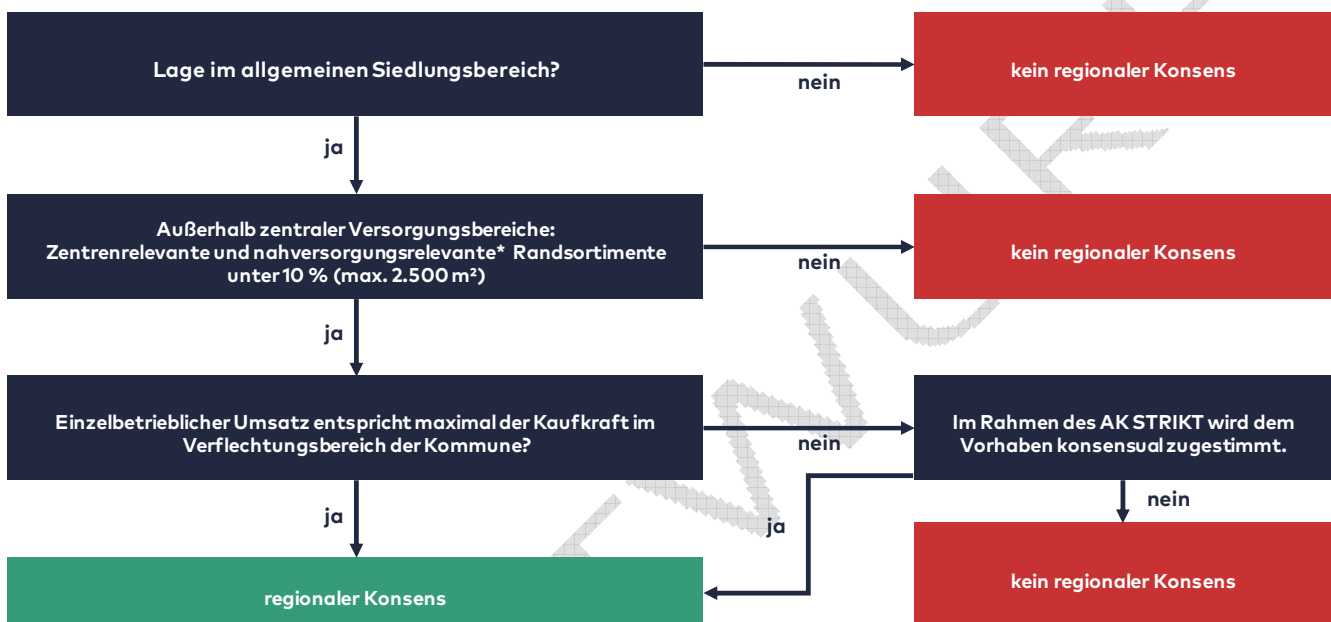 Lage im allgemeinen Siedlungsbereich?
nein
kein regionaler Konsens
ja
Außerhalb zentraler Versorgungsbereiche:
Zentrenrelevante und nahversorgungsrelevante* Randsortimente
unter 10 % (max. 2.500 m²)
nein
kein regionaler Konsens
ja
Einzelbetrieblicher Umsatz entspricht maximal der Kaufkraft im
Verflechtungsbereich der Kommune?
nein
Im Rahmen des AK STRIKT wird dem
Vorhaben konsensual zugestimmt.
ja
ja
nein
regionaler Konsens
kein regionaler Konsens